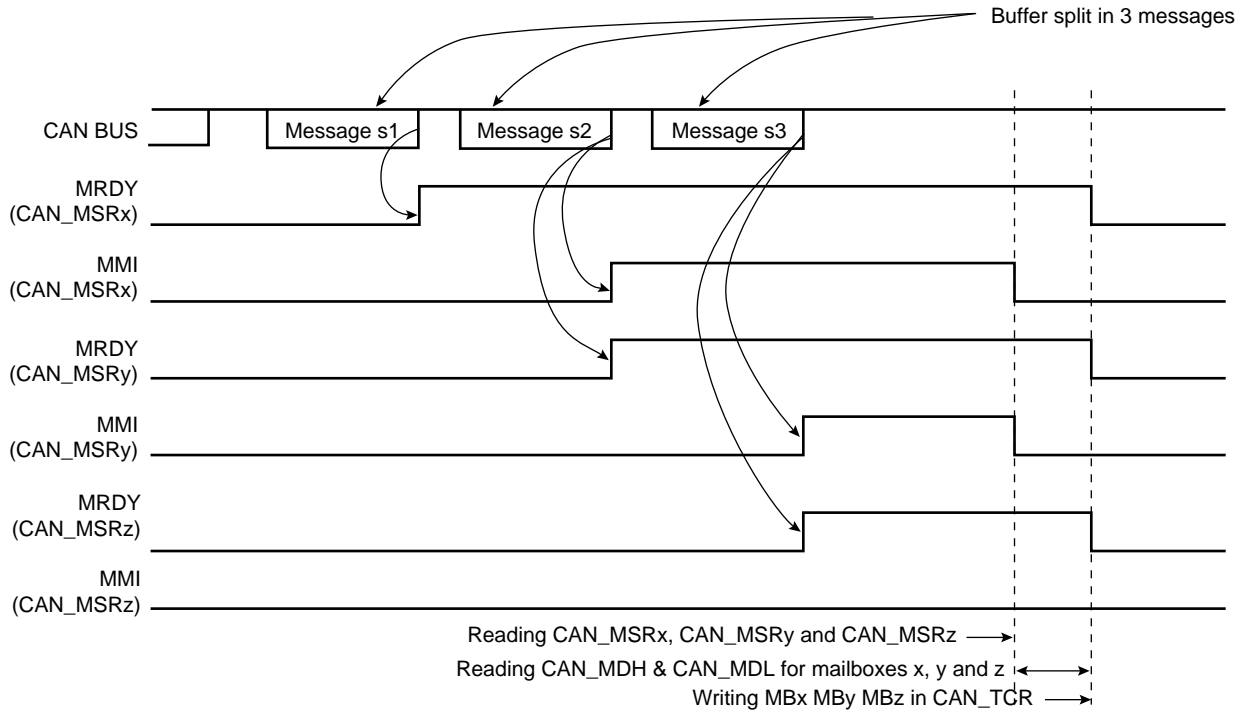 Buffer split in 3 messages
CAN BUS
Message s1
Message s2
Message s3
MRDY
(CAN_MSRx)
MMI
(CAN_MSRx)
MRDY
(CAN_MSRy)
MMI
(CAN_MSRy)
MRDY
(CAN_MSRz)
MMI
(CAN_MSRz)
Reading CAN_MSRx, CAN_MSRy and CAN_MSRz
Reading CAN_MDH & CAN_MDL for mailboxes x, y and z
Writing MBx MBy MBz in CAN_TCR